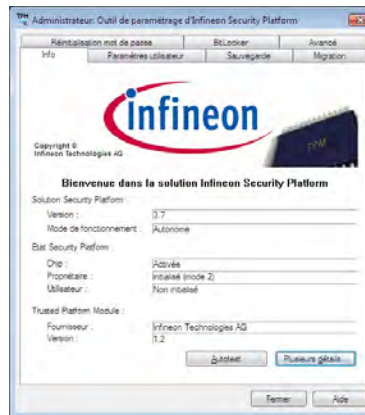 Administrateur: Outil de paramétrage d'Infineon Security Platform
Réinitialisation mot de passe BitLocker Avancé
Info Paramètres utilisateur Sauvegarde Migration
infineon
TPM
Copyright ©
Infineon Technologies AG
Bienvenue dans la solution Infineon Security Platform
Solution Security Platform :
Version : 3.7
Mode de fonctionnement : Autonome
État Security Platform :
Chip : Activée
Propriétaire : Initialisé (mode 2)
Utilisateur : Non initialisé
Trusted Platform Module :
Fournisseur : Infineon Technologies AG
Version : 1.2
Autotest Plusieurs détails...
Fermer Aide